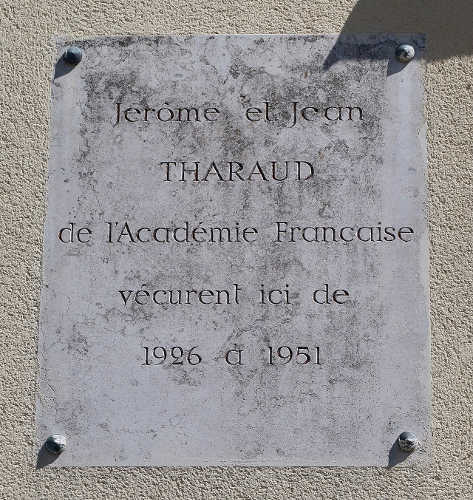 Jerôme et Jean
THARAUD
de l'Académie Française
vécurent ici de
1926 à 1951